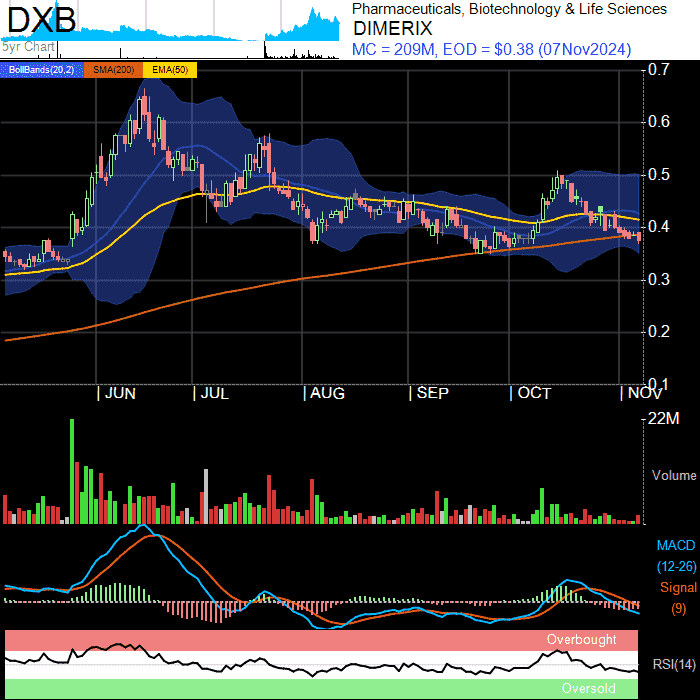 DXB
5yr Chart
Pharmaceuticals, Biotechnology & Life Sciences
DIMERIX
MC = 209M, EOD = $0.38 (07Nov2024)
BollBands(20,2) SMA(200) EMA(50)
0.7
0.6
0.5
0.4
0.3
0.2
0.1
JUN JUL AUG SEP OCT NOV
22M
Volume
MACD
(12-26)
Signal
(9)
Overbought
RSI(14)
Oversold